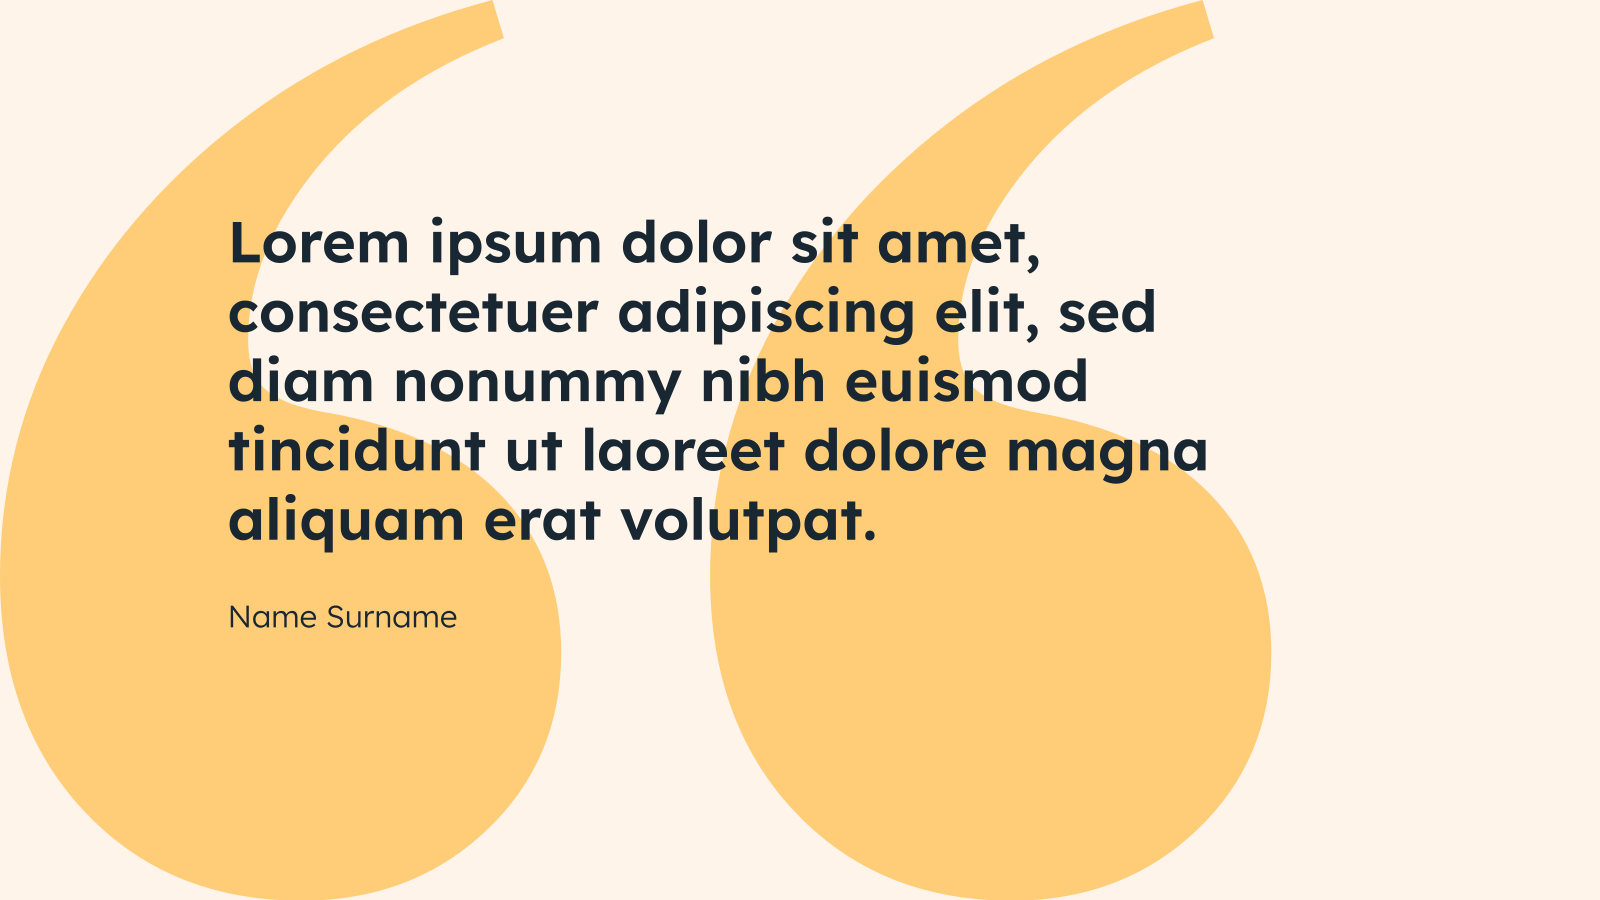 Lorem ipsum dolor sit amet,
consectetuer adipiscing elit, sed
diam nonummy nibh euismod
tincidunt ut laoreet dolore magna
aliquam erat volutpat.
Name Surname